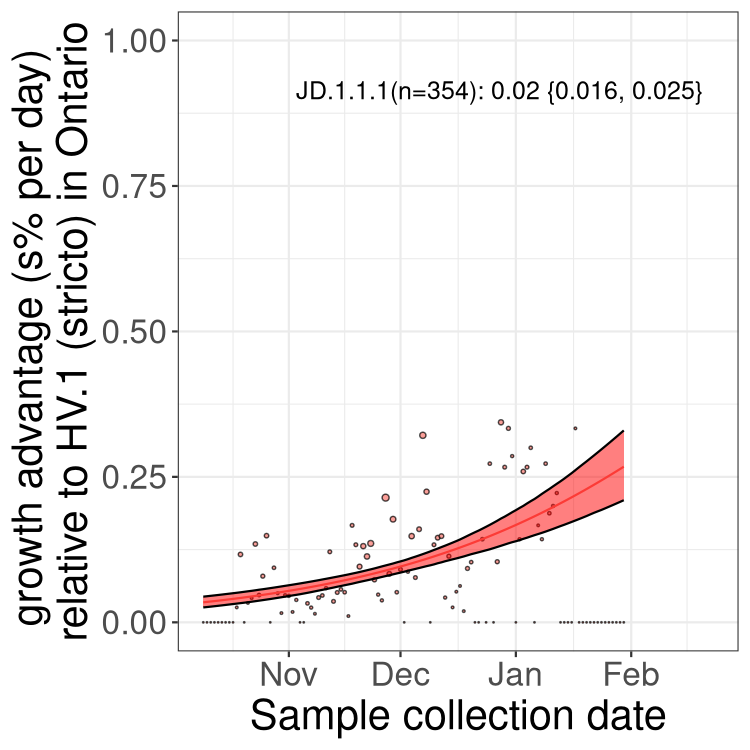 growth advantage (s% per day)
relative to HV.1 (stricto) in Ontario
1.00
0.75
0.50
0.25
0.00
JD.1.1.1(n=354): 0.02 {0.016, 0.025}
Nov Dec Jan Feb
Sample collection date